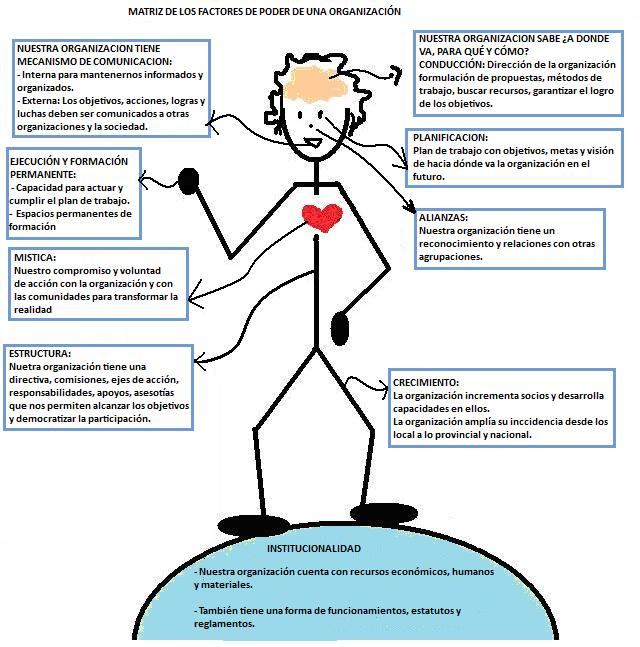 MATRIZ DE LOS FACTORES DE PODER DE UNA ORGANIZACIÓN
NUESTRA ORGANIZACION TIENE
MECANISMO DE COMUNICACION:
- Interna para mantenernos informados y
organizados.
- Externa: Los objetivos, acciones, logras y
luchas deben ser comunicados a otras
organizaciones y la sociedad.
NUESTRA ORGANIZACION SABE ¿A DONDE
VA, PARA QUÉ Y CÓMO?
CONDUCCIÓN: Dirección de la organización
formulación de propuestas, métodos de
trabajo, buscar recursos, garantizar el logro
de los objetivos.
PLANIFICACION:
Plan de trabajo con objetivos, metas y visión
de hacia dónde va la organización en el
futuro.
EJECUCIÓN Y FORMACIÓN
PERMANENTE:
- Capacidad para actuar y
cumplir el plan de trabajo.
- Espacios permanentes de
formación
ALIANZAS:
Nuestra organización tiene un
reconocimiento y relaciones con otras
agrupaciones.
MISTICA:
Nuestro compromiso y voluntad
de acción con la organización y con
las comunidades para transformar la
realidad
ESTRUCTURA:
Nuetra organización tiene una
directiva, comisiones, ejes de acción,
responsabilidades, apoyos, asesotías
que nos permiten alcanzar los objetivos
y democratizar la participación.
CRECIMIENTO:
La organización incrementa socios y desarrolla
capacidades en ellos.
La organización amplía su inccidencia desde los
local a lo provincial y nacional.
INSTITUCIONALIDAD
- Nuestra organización cuenta con recursos económicos, humanos
y materiales.
- También tiene una forma de funcionamientos, estatutos y
reglamentos.